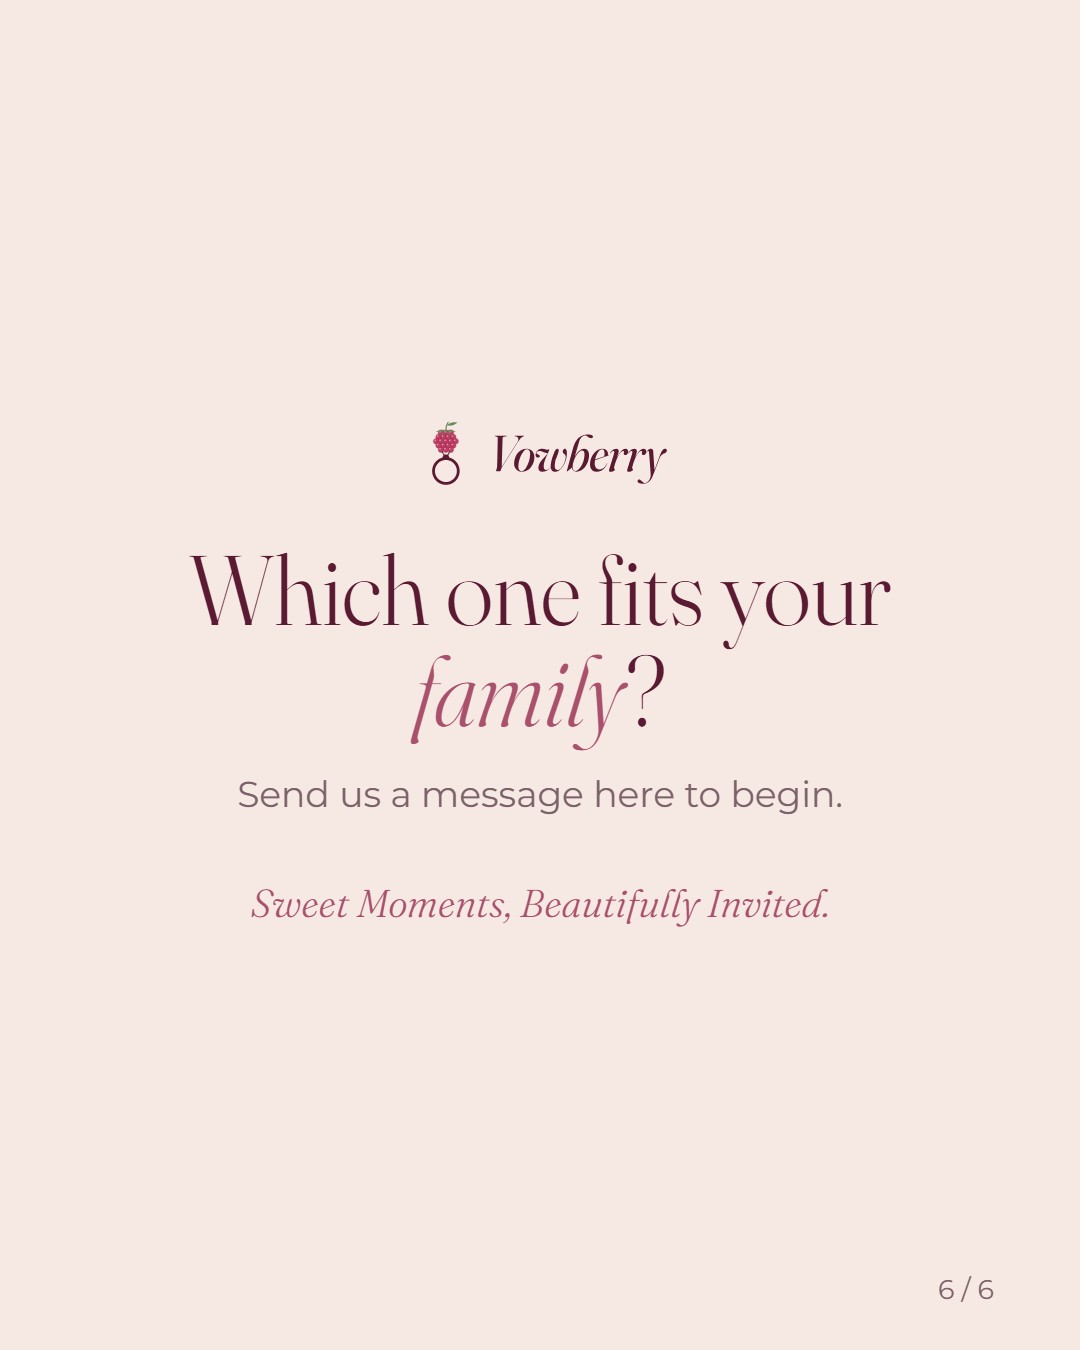 Vowberry
Which one fits your
family?
Send us a message here to begin.
Sweet Moments, Beautifully Invited.
6 / 6